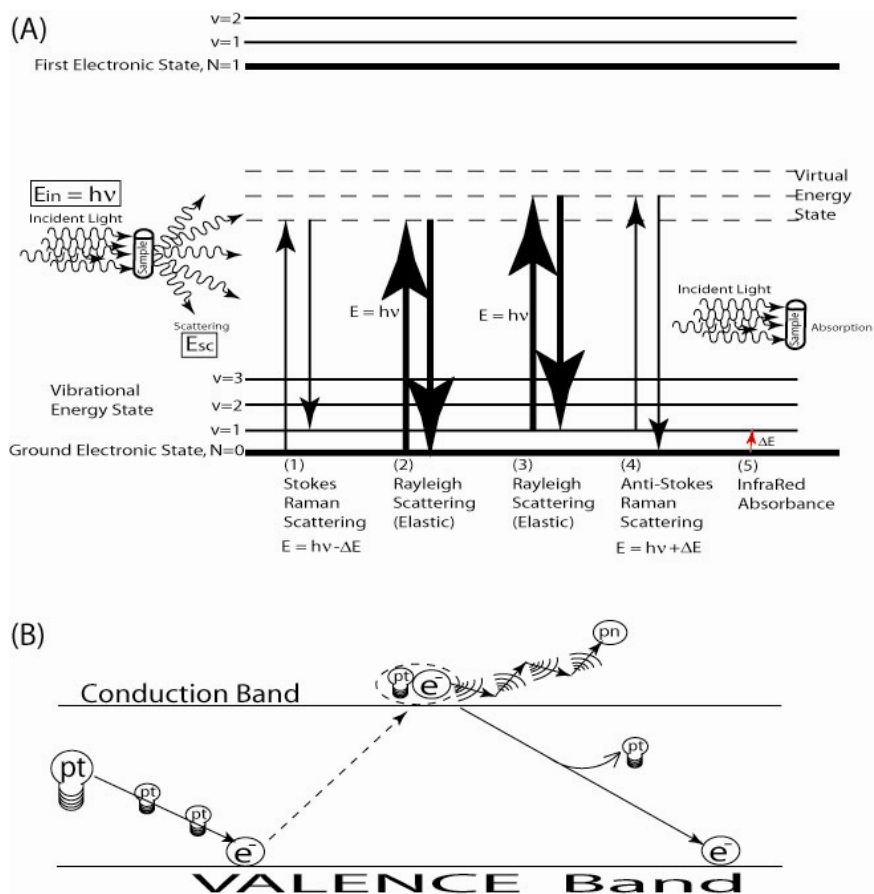 (A)
v=2
v=1
First Electronic State, N=1
Ein = hν
Incident Light
Sample
Scattering
Esc
Virtual
Energy
State
E = hν
E = hν
Incident Light
Sample
Absorption
v=3
Vibrational
Energy State
v=2
v=1
Ground Electronic State, N=0
ΔE
(1)
Stokes
Raman
Scattering
E = hν-ΔE
(2)
Rayleigh
Scattering
(Elastic)
(3)
Rayleigh
Scattering
(Elastic)
(4)
Anti-Stokes
Raman
Scattering
E = hν+ΔE
(5)
InfraRed
Absorbance
(B)
pn
pt
e-
Conduction Band
pt
pt
pt
pt
e-
e-
VALENCE Band